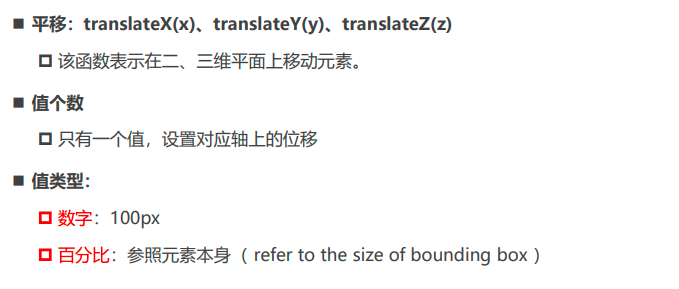 平移：translateX(x)、translateY(y)、translateZ(z)
该函数表示在二、三维平面上移动元素。
值个数
只有一个值，设置对应轴上的位移
值类型：
数字：100px
百分比：参照元素本身（ refer to the size of bounding box ）